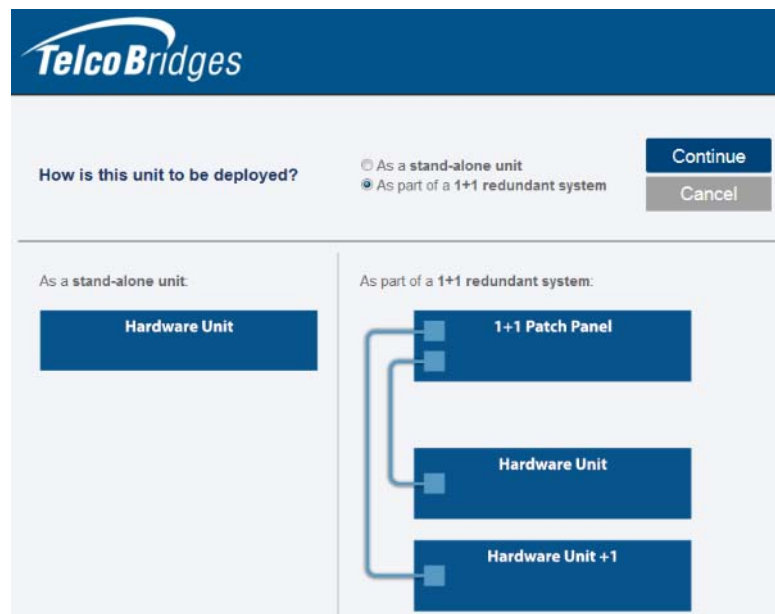 TelcoBridges
How is this unit to be deployed?
As a stand-alone unit
As part of a 1+1 redundant system
Continue
Cancel
As a stand-alone unit:
Hardware Unit
As part of a 1+1 redundant system:
1+1 Patch Panel
Hardware Unit
Hardware Unit +1